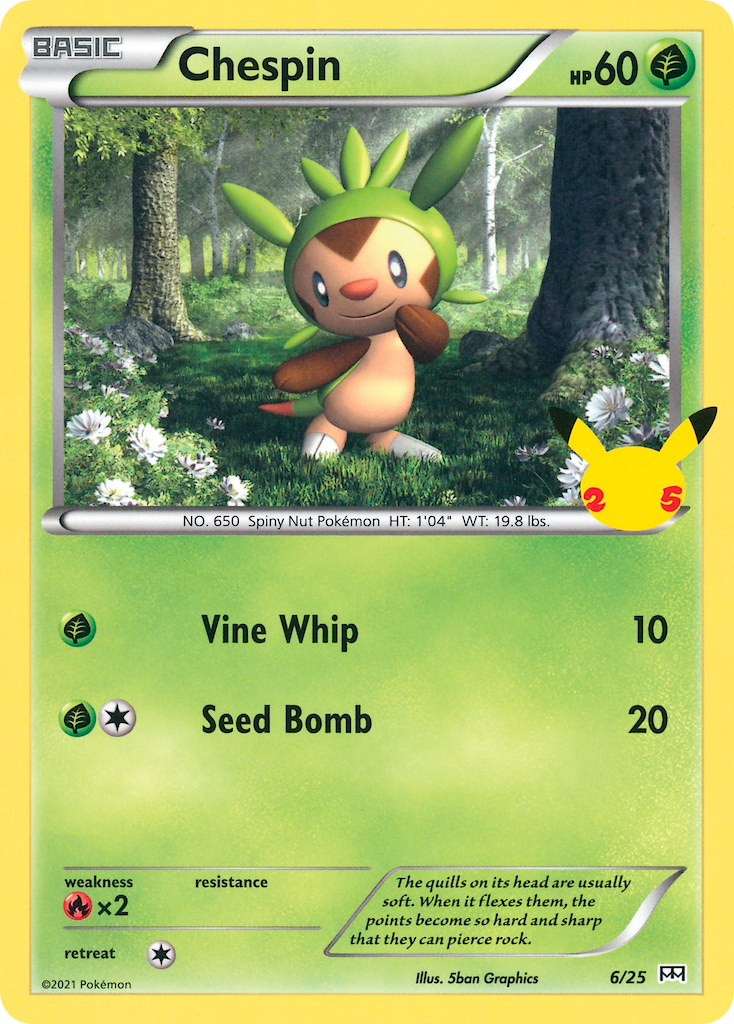 BASIC
Chespin
HP60
25
NO. 650 Spiny Nut Pokémon HT: 1'04" WT: 19.8 lbs.
Vine Whip 10
Seed Bomb 20
weakness
×2
resistance
retreat
The quills on its head are usually
soft. When it flexes them, the
points become so hard and sharp
that they can pierce rock.
©2021 Pokémon
Illus. 5ban Graphics
6/25